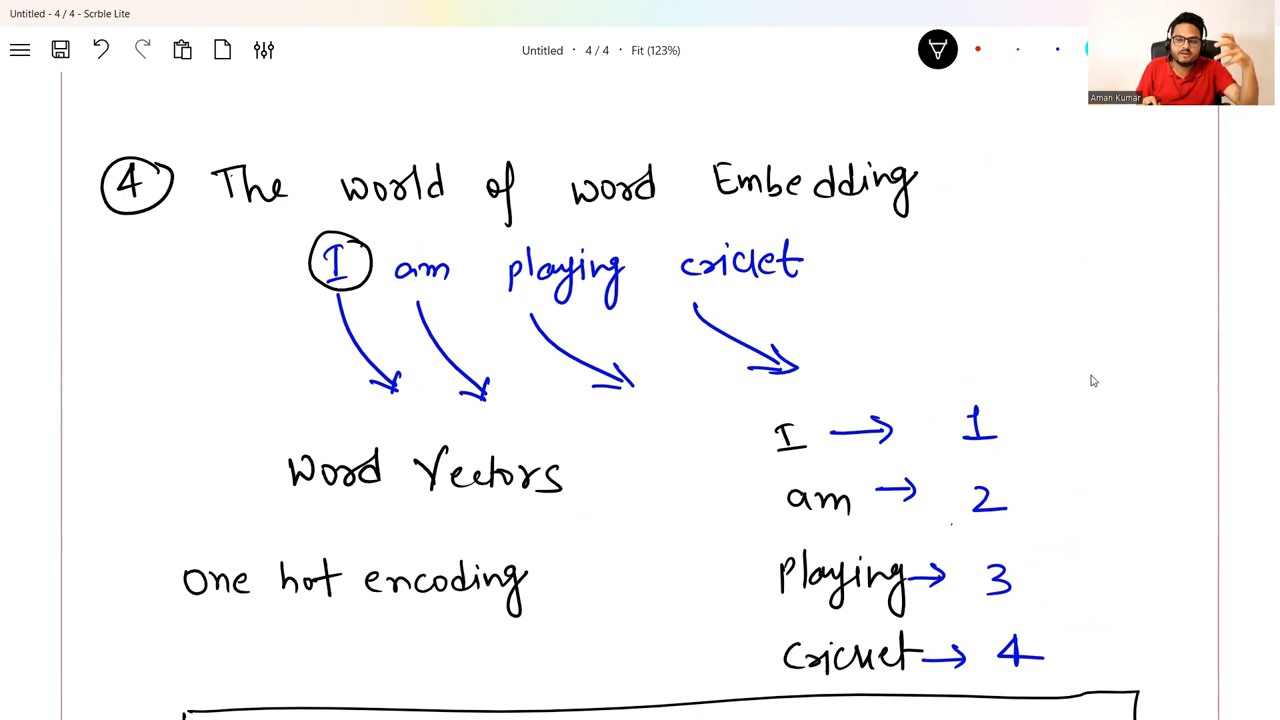 Untitled - 4 / 4 - Scrble Lite
Untitled · 4 / 4 · Fit (123%)
Aman Kumar
4 The world of word Embedding
I am playing cricket
I → 1
Word Vectors
am → 2
One hot encoding
Playing → 3
Cricket → 4